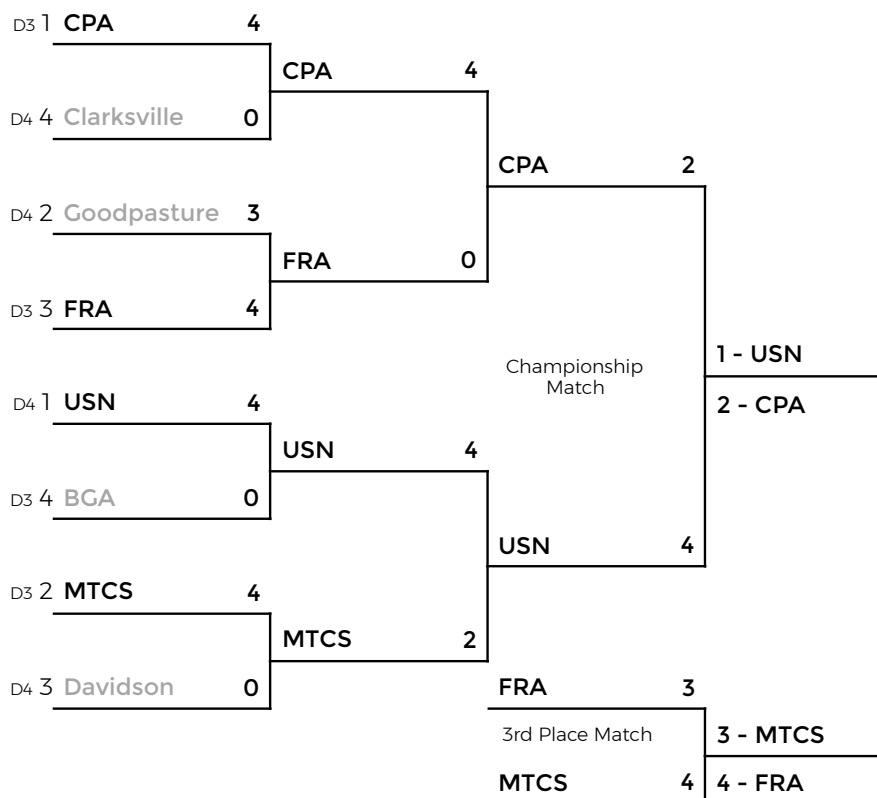 D3 1 CPA 4
CPA 4
D4 4 Clarksville 0
CPA 2
D4 2 Goodpasture 3
FRA 0
D3 3 FRA 4
Championship
Match
1 - USN
2 - CPA
D4 1 USN 4
USN 4
D3 4 BGA 0
USN 4
D3 2 MTCS 4
MTCS 2
D4 3 Davidson 0
FRA 3
3rd Place Match
3 - MTCS
MTCS 4
4 - FRA